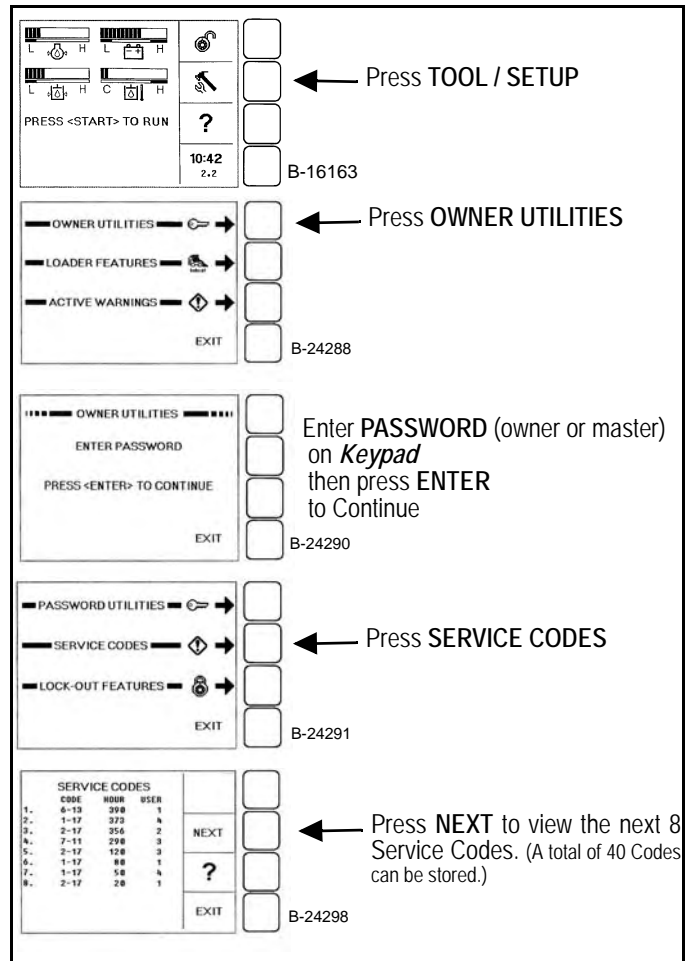 L H L H
L H C H
PRESS <START> TO RUN
?
10:42
2.2
Press TOOL / SETUP
B-16163
OWNER UTILITIES
LOADER FEATURES
ACTIVE WARNINGS
EXIT
Press OWNER UTILITIES
B-24288
OWNER UTILITIES
ENTER PASSWORD
PRESS <ENTER> TO CONTINUE
EXIT
Enter PASSWORD (owner or master)
on Keypad
then press ENTER
to Continue
B-24290
PASSWORD UTILITIES
SERVICE CODES
LOCK-OUT FEATURES
EXIT
Press SERVICE CODES
B-24291
SERVICE CODES
CODE HOUR USER
1. 6-13 390 1
2. 1-17 373 4
3. 2-17 356 2
4. 7-11 290 3
5. 2-17 120 3
6. 1-17 80 1
7. 1-17 50 4
8. 2-17 20 1
NEXT
?
EXIT
Press NEXT to view the next 8
Service Codes. (A total of 40 Codes
can be stored.)
B-24298